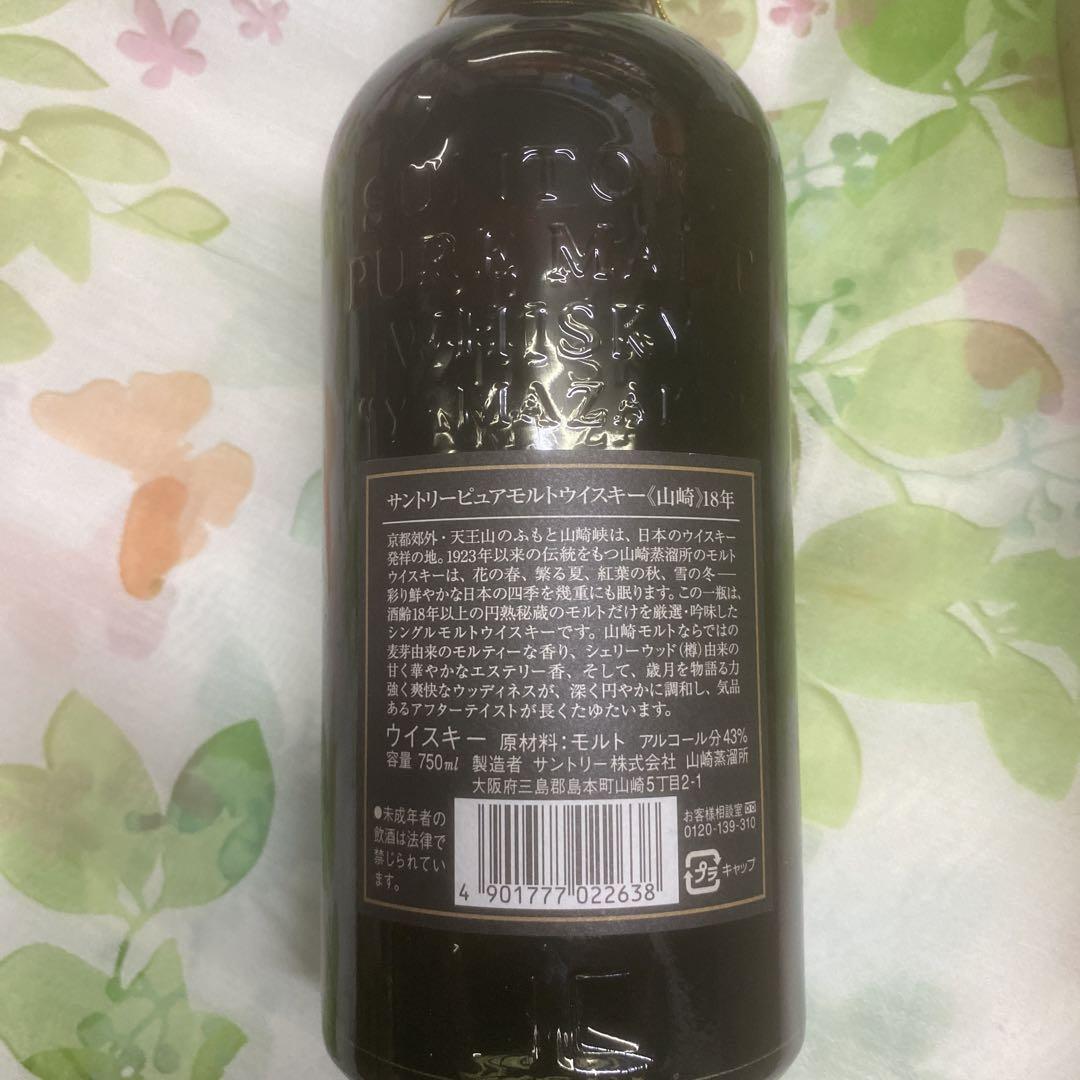 PURE MALT
WHISKY
YAMAZAKI
サントリーピュアモルトウイスキー《山崎》18年
京都郊外・天王山のふもと山崎峡は、日本のウイスキー
発祥の地。1923年以来の伝統をもつ山崎蒸溜所のモルト
ウイスキーは、花の春、繁る夏、紅葉の秋、雪の冬—
彩り鮮やかな日本の四季を幾重にも眠ります。この一瓶は、
酒齢18年以上の円熟秘蔵のモルトだけを厳選・吟味した
シングルモルトウイスキーです。山崎モルトならではの
麦芽由来のモルティーな香り、シェリーウッド(樽)由来の
甘く華やかなエステリー香、そして、歳月を物語る力
強く爽快なウッディネスが、深く円やかに調和し、気品
あるアフターテイストが長くたゆたいます。
ウイスキー 原材料:モルト アルコール分43%
容量 750ml 製造者 サントリー株式会社 山崎蒸溜所
大阪府三島郡島本町山崎5丁目2-1
●未成年者の
飲酒は法律で
禁じられてい
ます。
4 901777 022638
お客様相談室
0120-139-310
プラ キャップ